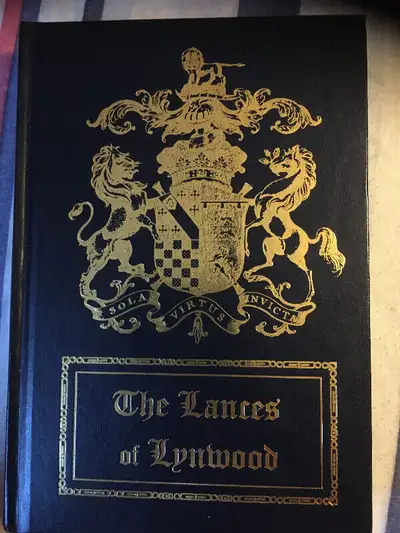 SOLA VIRTUS INVICTA
The Lances
of Lynwood